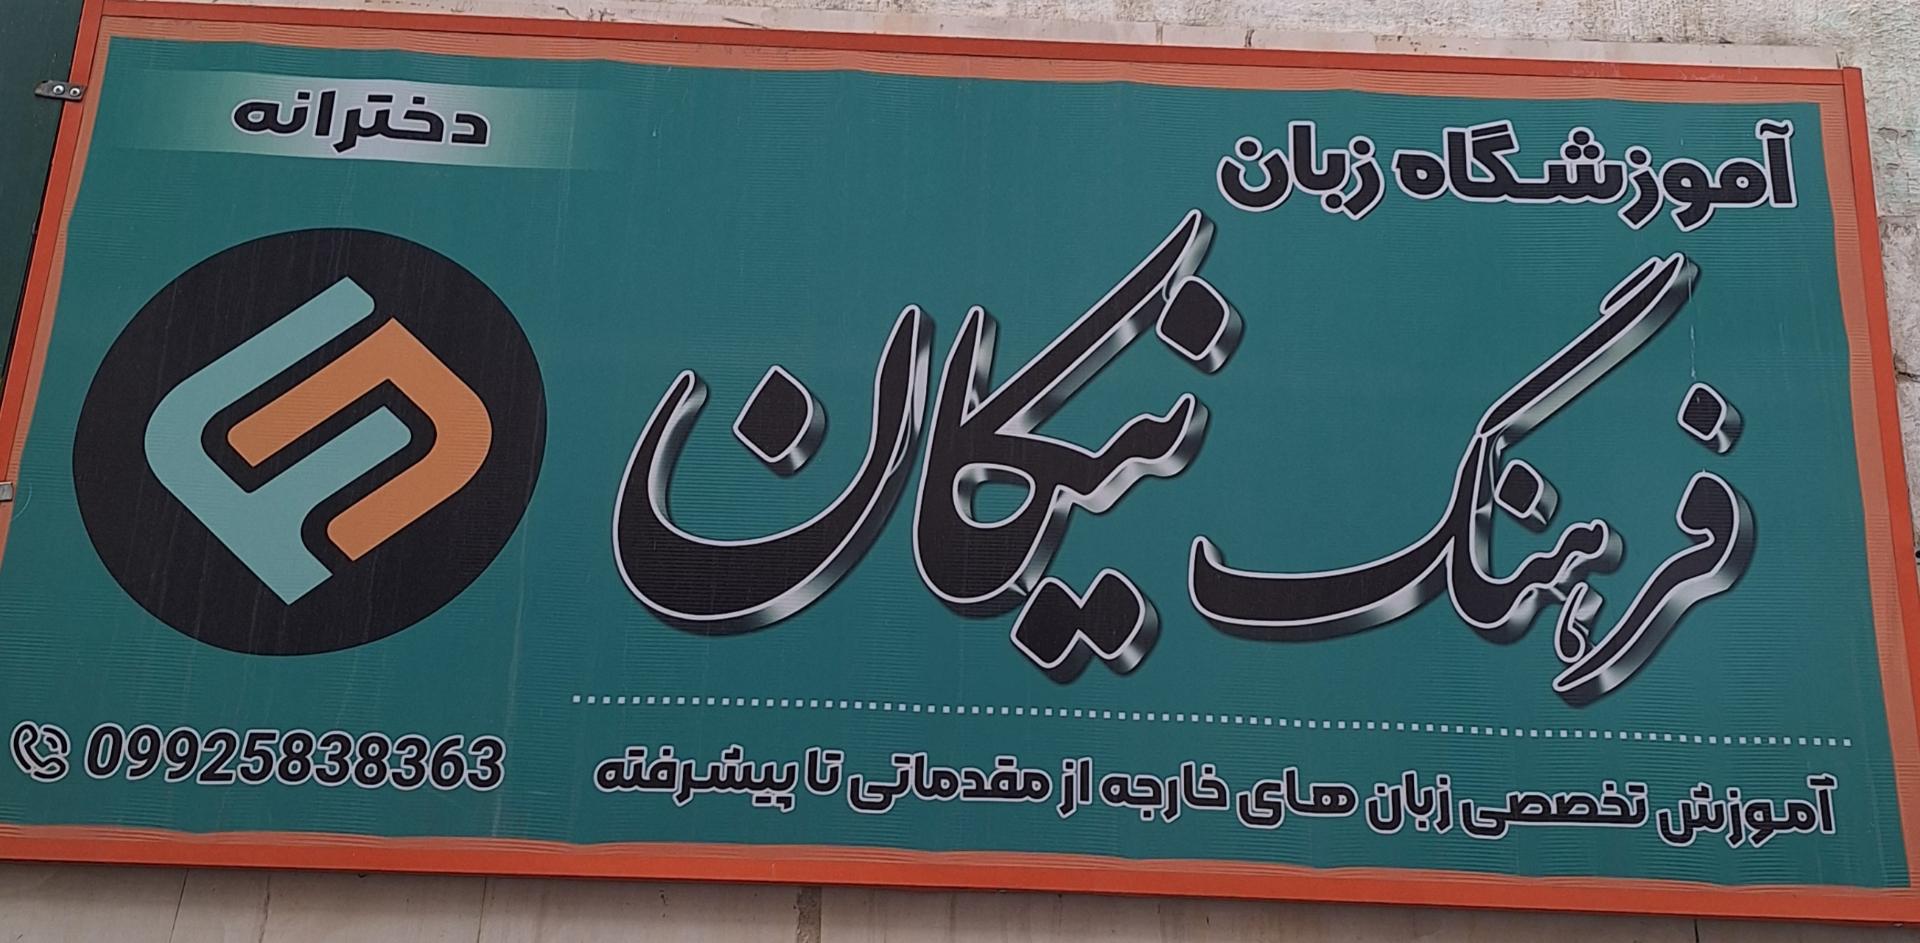 آموزشگاه زبان
دخترانه
فرهنگ نیکان
آموزش تخصصی زبان های خارجه از مقدماتی تا پیشرفته
09925838363